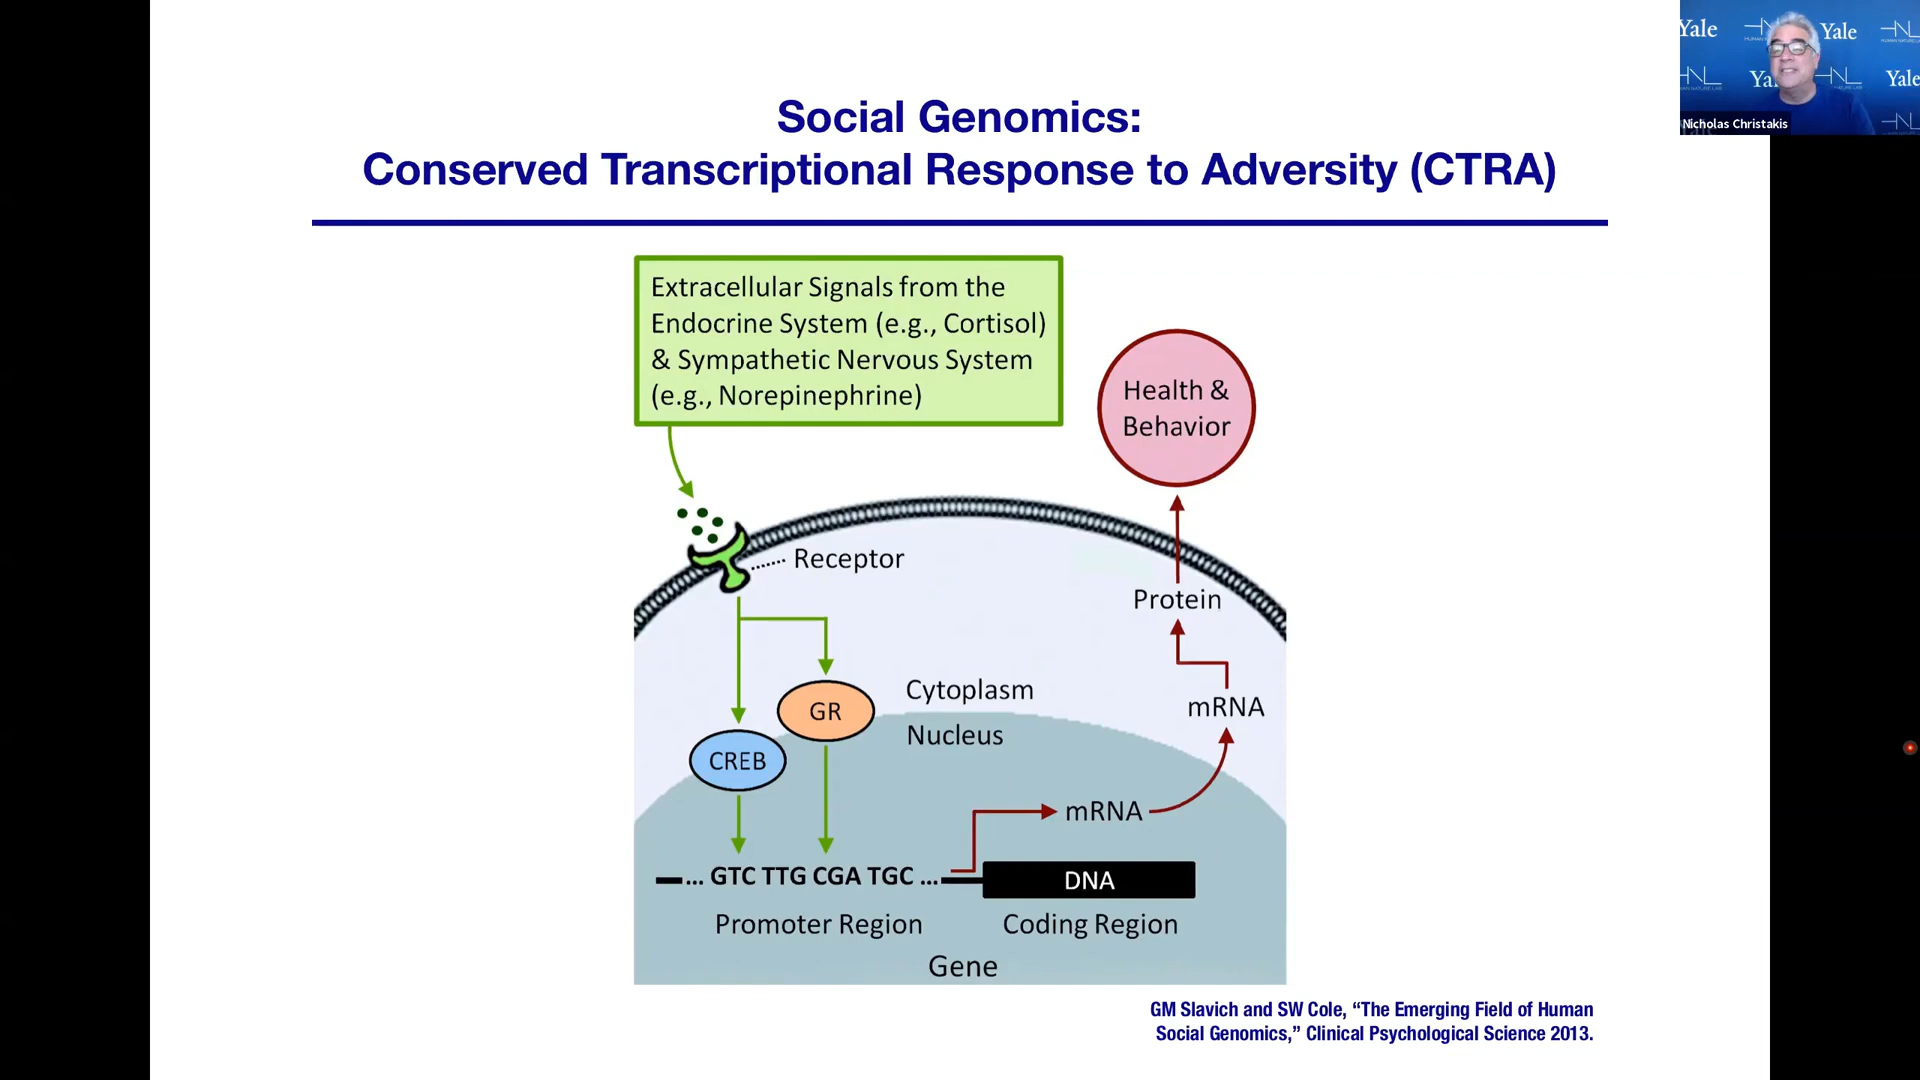 Social Genomics:
Conserved Transcriptional Response to Adversity (CTRA)
Extracellular Signals from the
Endocrine System (e.g., Cortisol)
& Sympathetic Nervous System
(e.g., Norepinephrine)
Health &
Behavior
Receptor
Protein
Cytoplasm
mRNA
GR
Nucleus
CREB
mRNA
... GTC TTG CGA TGC ...
DNA
Promoter Region
Coding Region
Gene
GM Slavich and SW Cole, “The Emerging Field of Human
Social Genomics,” Clinical Psychological Science 2013.
Yale
Yale
Yale
Nicholas Christakis